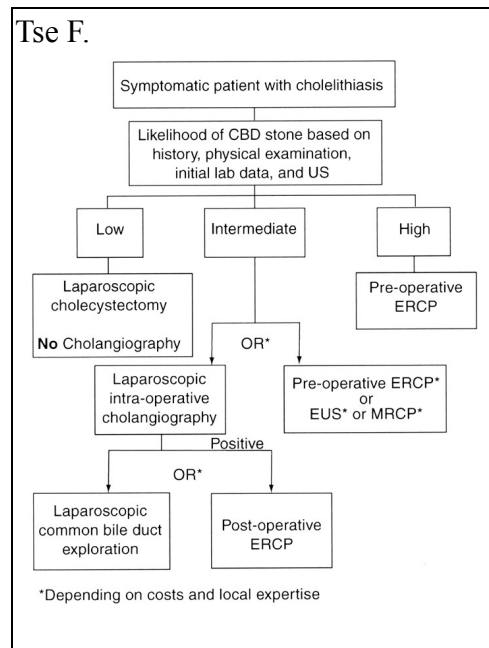 Tse F.
Symptomatic patient with cholelithiasis
Likelihood of CBD stone based on
history, physical examination,
initial lab data, and US
Low
Intermediate
High
Laparoscopic
cholecystectomy
No Cholangiography
Pre-operative
ERCP
OR*
Laparoscopic
intra-operative
cholangiography
Pre-operative ERCP*
or
EUS* or MRCP*
Positive
OR*
Laparoscopic
common bile duct
exploration
Post-operative
ERCP
*Depending on costs and local expertise